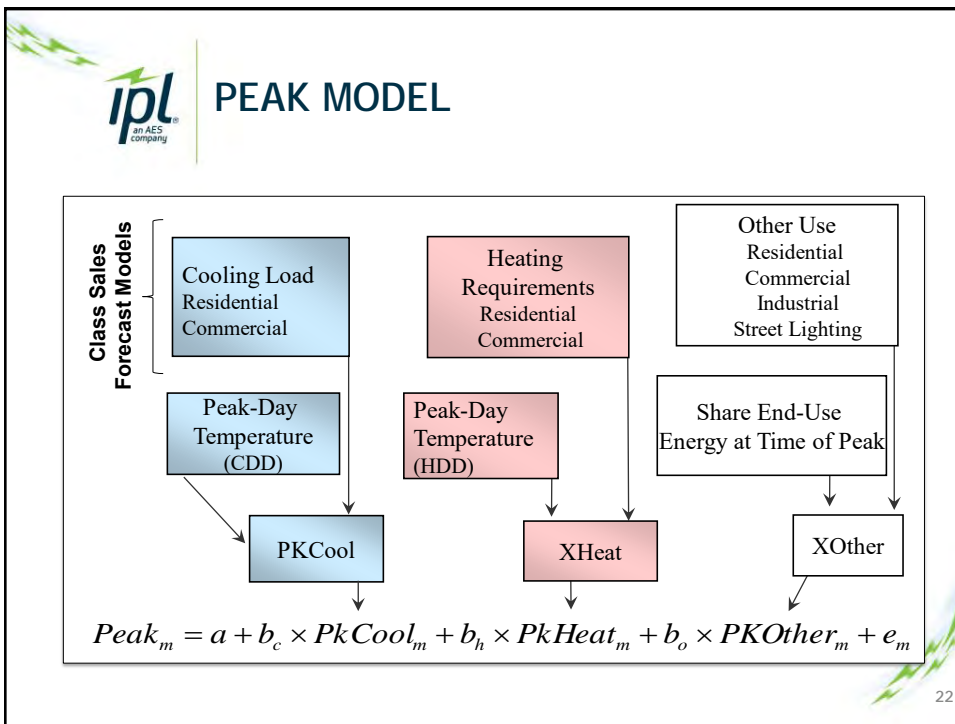 ipl®
an AES
company
PEAK MODEL
Class Sales
Forecast Models
Cooling Load
Residential
Commercial
Heating
Requirements
Residential
Commercial
Other Use
Residential
Commercial
Industrial
Street Lighting
Peak-Day
Temperature
(CDD)
Peak-Day
Temperature
(HDD)
Share End-Use
Energy at Time of Peak
PKCool
XHeat
XOther
Peak_m = a + b_c × PkCool_m + b_h × PkHeat_m + b_o × PKOther_m + e_m
22